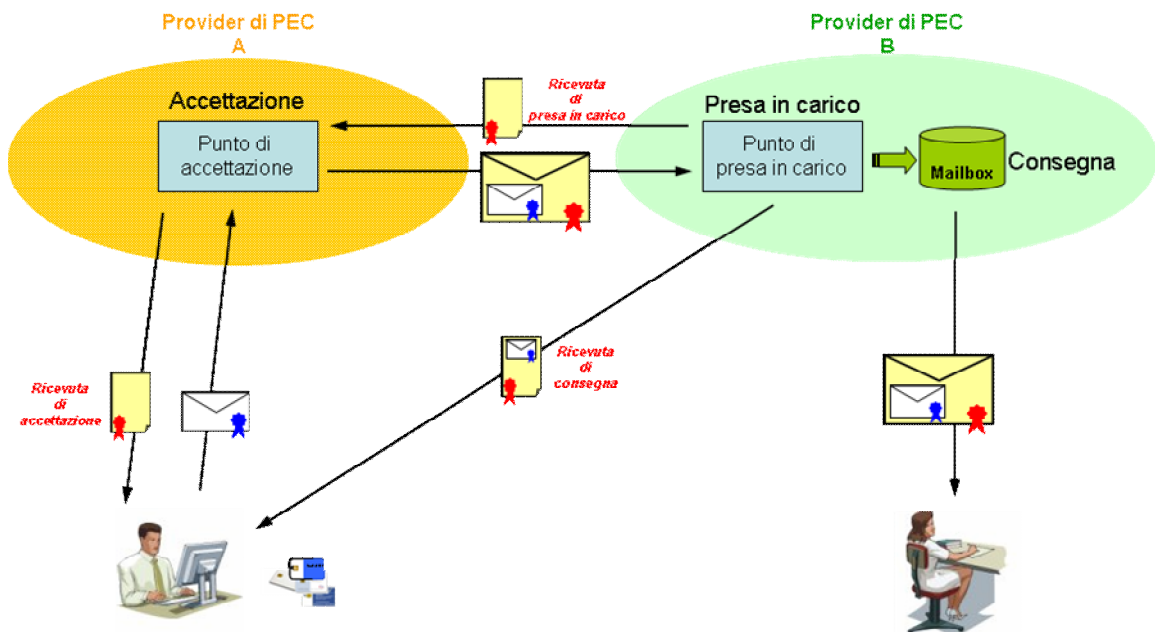 Provider di PEC
A
Provider di PEC
B
Accettazione
Punto di
accettazione
Ricevuta
di
presa in carico
Presa in carico
Punto di
presa in carico
Mailbox
Consegna
Ricevuta
di
accettazione
Ricevuta
di
consegna